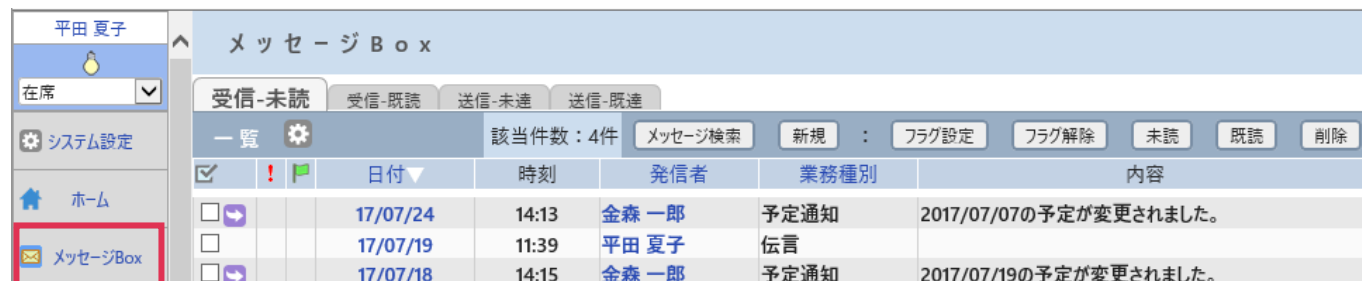 平田 夏子
在席
システム設定
ホーム
メッセージBox
メッセージBox
受信-未読 受信-既読 送信-未達 送信-既達
一覧 該当件数:4件 メッセージ検索 新規 : フラグ設定 フラグ解除 未読 既読 削除
! 日付▽ 時刻 発信者 業務種別 内容
17/07/24 14:13 金森 一郎 予定通知 2017/07/07の予定が変更されました。
17/07/19 11:39 平田 夏子 伝言
17/07/18 14:15 金森 一郎 予定通知 2017/07/19の予定が変更されました。